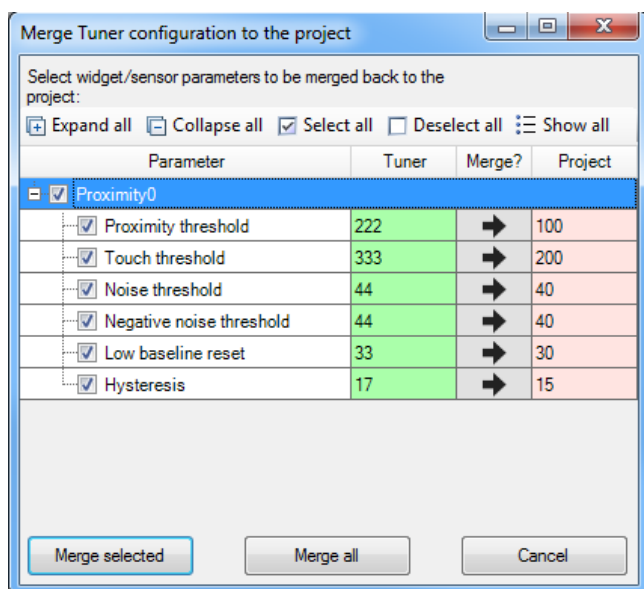 Merge Tuner configuration to the project
Select widget/sensor parameters to be merged back to the
project:
Expand all Collapse all Select all Deselect all Show all
Parameter Tuner Merge? Project
Proximity0
Proximity threshold 222 100
Touch threshold 333 200
Noise threshold 44 40
Negative noise threshold 44 40
Low baseline reset 33 30
Hysteresis 17 15
Merge selected Merge all Cancel